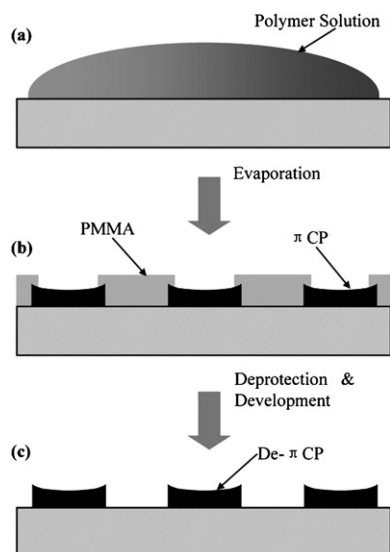 (a)
Polymer Solution
Evaporation
(b)
PMMA
π CP
Deprotection &
Development
(c)
De- π CP